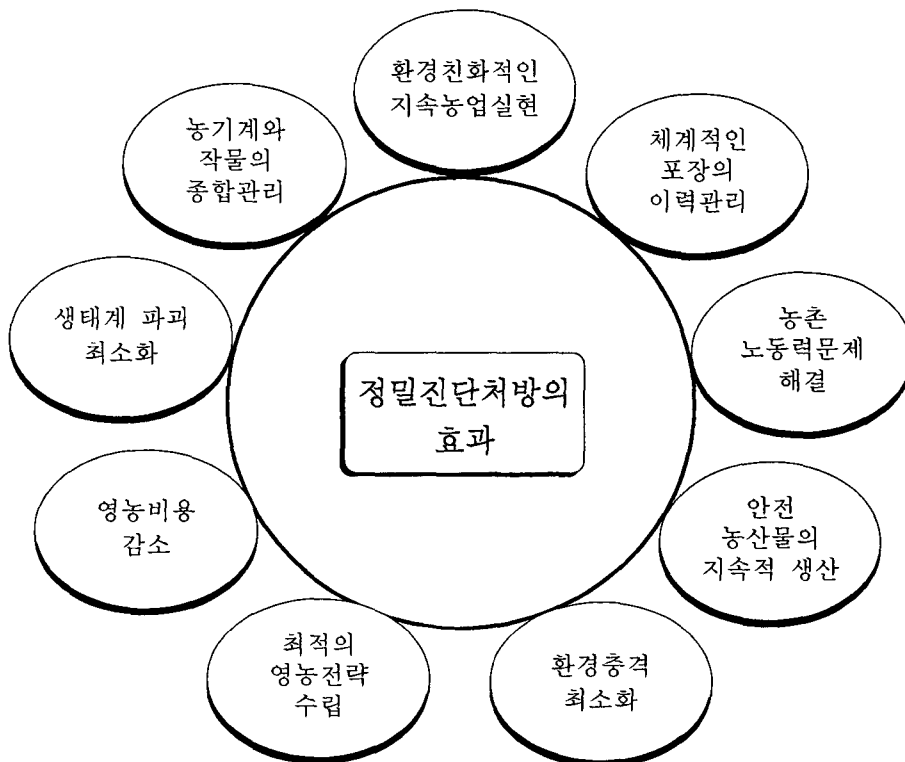 환경친화적인
지속농업실현
농기계와
작물의
종합관리
체계적인
포장의
이력관리
생태계 파괴
최소화
농촌
노동력문제
해결
정밀진단처방의
효과
영농비용
감소
안전
농산물의
지속적 생산
최적의
영농전략
수립
환경충격
최소화